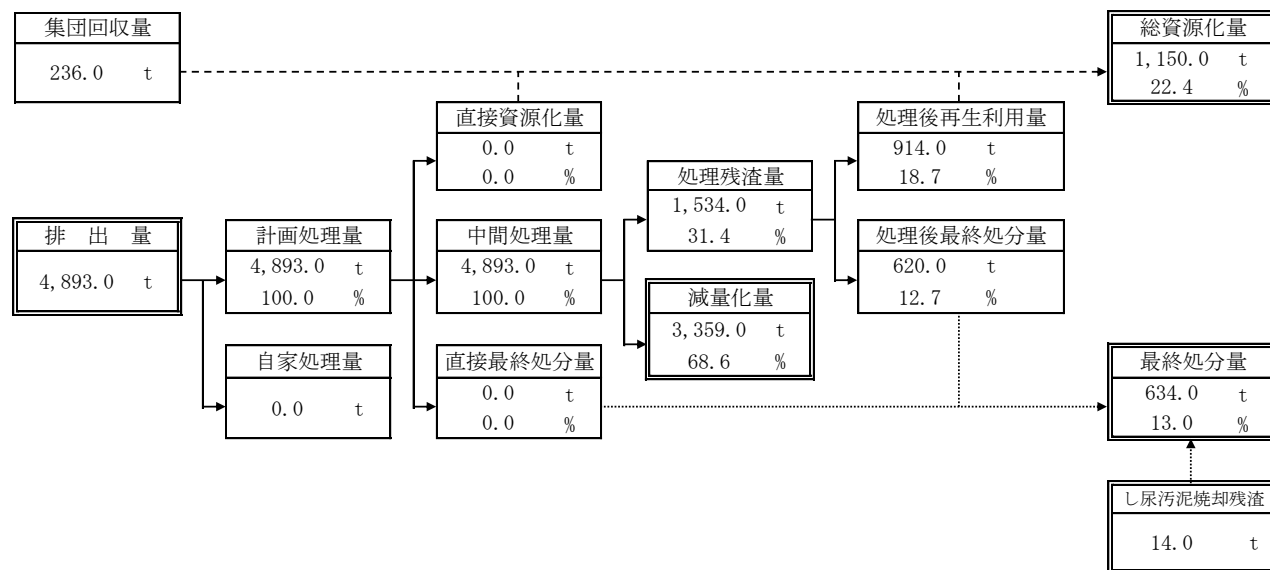 集団回収量
236.0 t
総資源化量
1,150.0 t
22.4 %
直接資源化量
0.0 t
0.0 %
処理後再生利用量
914.0 t
18.7 %
処理残渣量
1,534.0 t
31.4 %
排 出 量
4,893.0 t
計画処理量
4,893.0 t
100.0 %
中間処理量
4,893.0 t
100.0 %
処理後最終処分量
620.0 t
12.7 %
減量化量
3,359.0 t
68.6 %
自家処理量
0.0 t
直接最終処分量
0.0 t
0.0 %
最終処分量
634.0 t
13.0 %
し尿汚泥焼却残渣
14.0 t